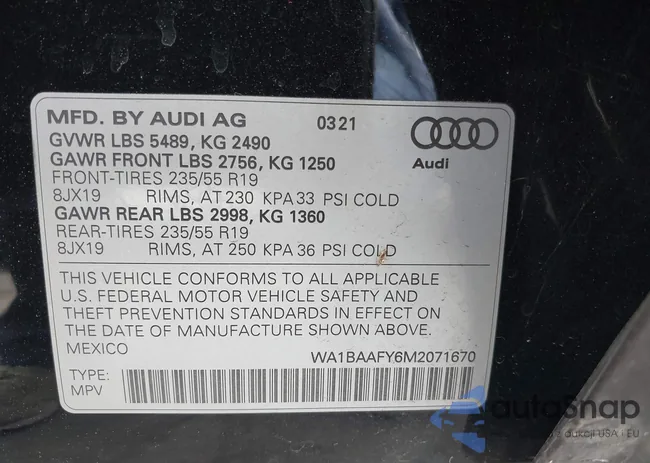 MFD. BY AUDI AG 0321
GVWR LBS 5489, KG 2490
GAWR FRONT LBS 2756, KG 1250
Audi
FRONT-TIRES 235/55 R19
8JX19 RIMS, AT 230 KPA 33 PSI COLD
GAWR REAR LBS 2998, KG 1360
REAR-TIRES 235/55 R19
8JX19 RIMS, AT 250 KPA 36 PSI COLD
THIS VEHICLE CONFORMS TO ALL APPLICABLE
U.S. FEDERAL MOTOR VEHICLE SAFETY AND
THEFT PREVENTION STANDARDS IN EFFECT ON
THE DATE OF MANUFACTURE SHOWN ABOVE.
MEXICO WA1BAAFY6M2071670
TYPE:
MPV
autoSnap
aukcji USA - EU